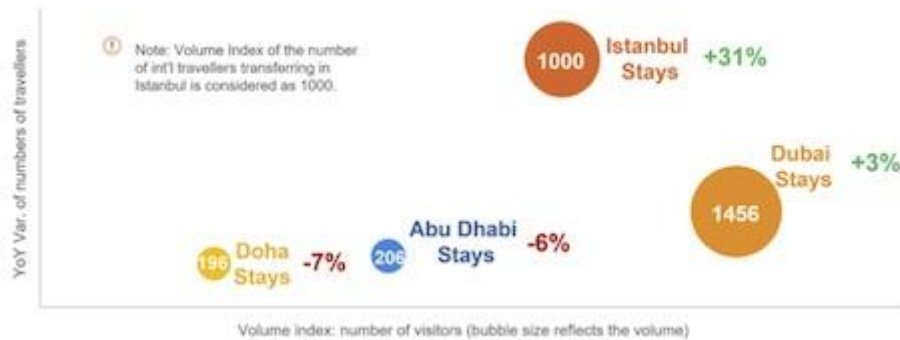 YoY Var. of numbers of travellers
Note: Volume Index of the number
of int'l travellers transferring in
Istanbul is considered as 1000.
1000
Istanbul
Stays
+31%
Dubai
Stays
+3%
1456
196
Doha
Stays
-7%
206
Abu Dhabi
Stays
-6%
Volume index: number of visitors (bubble size reflects the volume)